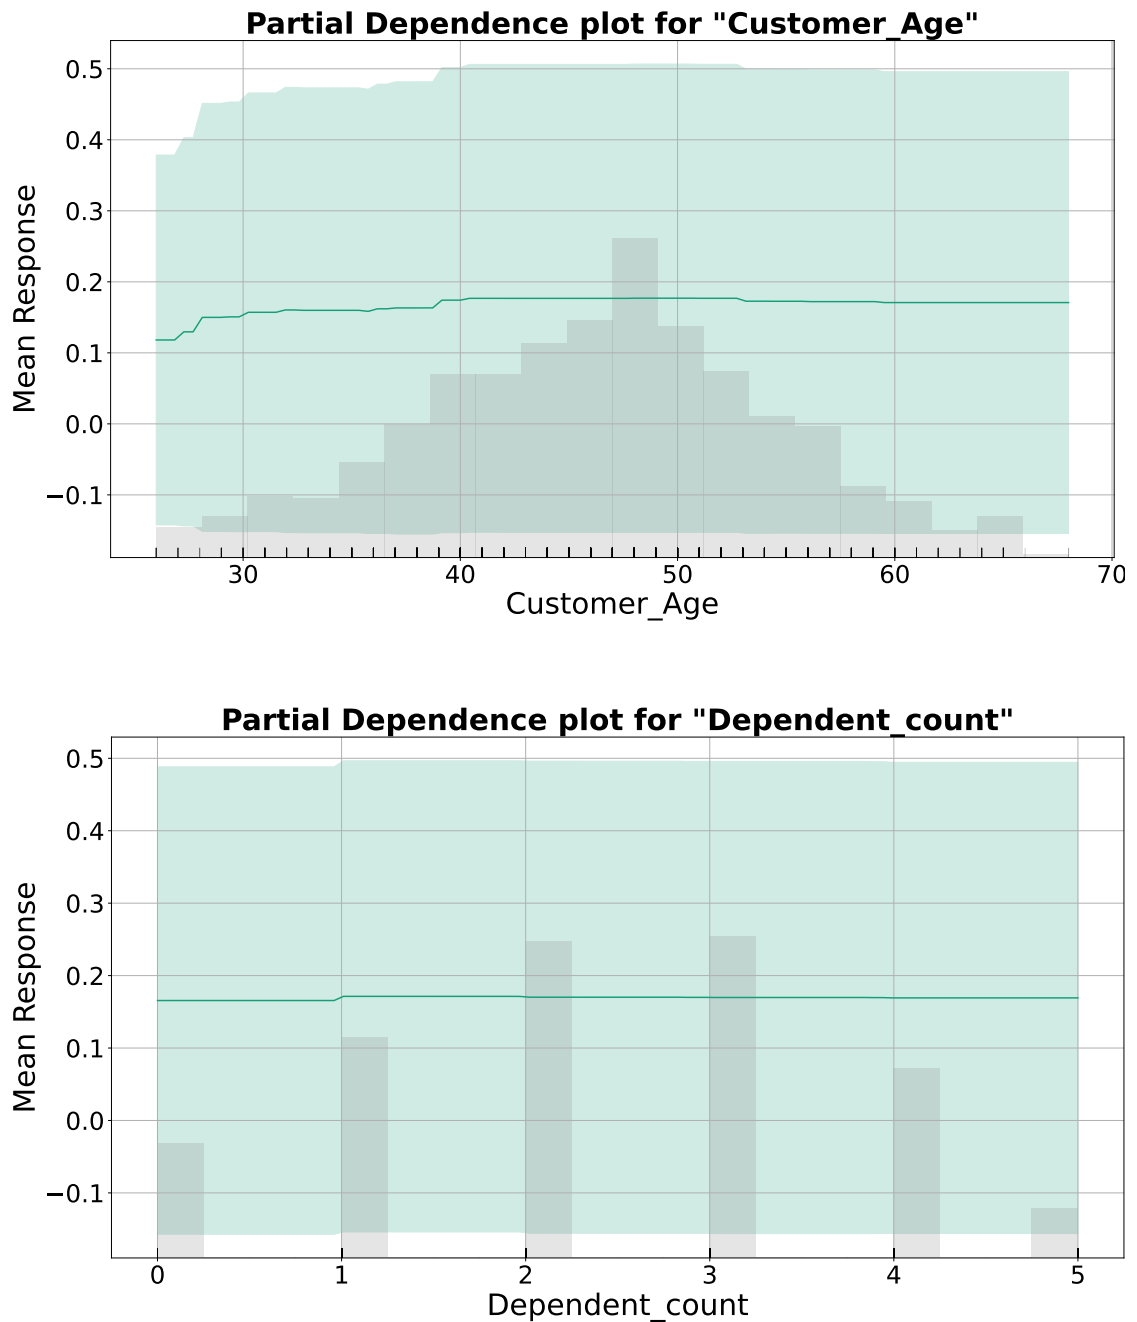 Partial Dependence plot for "Customer_Age"
0.5
0.4
0.3
0.2
0.1
0.0
−0.1
Mean Response
30 40 50 60 70
Customer_Age
Partial Dependence plot for "Dependent_count"
0.5
0.4
0.3
0.2
0.1
0.0
−0.1
Mean Response
0 1 2 3 4 5
Dependent_count